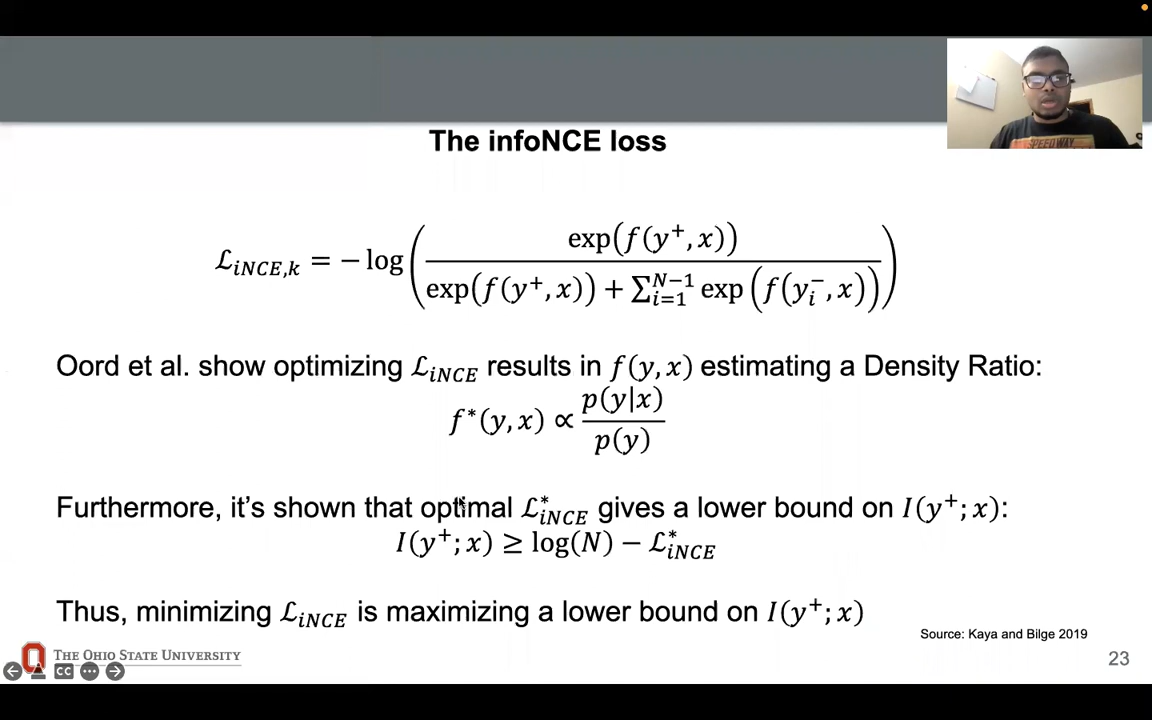 SPEEDWAY
The infoNCE loss
ℒ_{iNCE,k} = − log( exp(f(y⁺, x)) / ( exp(f(y⁺, x)) + Σ_{i=1}^{N−1} exp(f(y_i⁻, x)) ) )
Oord et al. show optimizing ℒ_{iNCE} results in f(y, x) estimating a Density Ratio:
f*(y, x) ∝ p(y|x) / p(y)
Furthermore, it's shown that optimal ℒ*_{iNCE} gives a lower bound on I(y⁺; x):
I(y⁺; x) ≥ log(N) − ℒ*_{iNCE}
Thus, minimizing ℒ_{iNCE} is maximizing a lower bound on I(y⁺; x)
Source: Kaya and Bilge 2019
THE OHIO STATE UNIVERSITY
CC
23